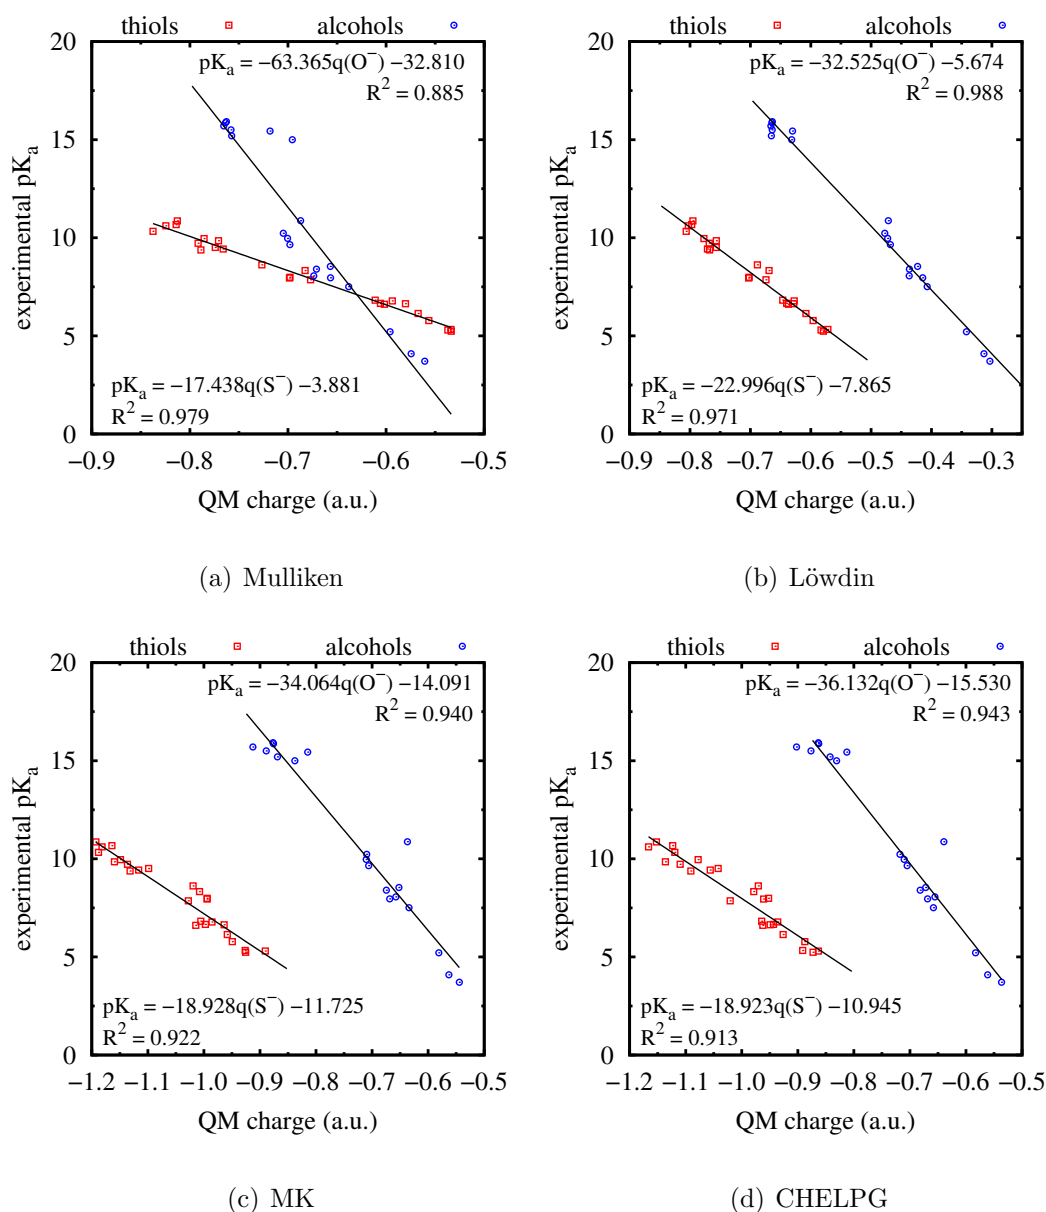 thiols alcohols
20
pKa = −63.365q(O−) −32.810
R2 = 0.885
15
10
5
pKa = −17.438q(S−) −3.881
R2 = 0.979
0
−0.9 −0.8 −0.7 −0.6 −0.5
experimental pKa
QM charge (a.u.)
(a) Mulliken
thiols alcohols
20
pKa = −32.525q(O−) −5.674
R2 = 0.988
15
10
5
pKa = −22.996q(S−) −7.865
R2 = 0.971
0
−0.9 −0.8 −0.7 −0.6 −0.5 −0.4 −0.3
experimental pKa
QM charge (a.u.)
(b) Löwdin
thiols alcohols
20
pKa = −34.064q(O−) −14.091
R2 = 0.940
15
10
5
pKa = −18.928q(S−) −11.725
R2 = 0.922
0
−1.2 −1.1 −1.0 −0.9 −0.8 −0.7 −0.6 −0.5
experimental pKa
QM charge (a.u.)
(c) MK
thiols alcohols
20
pKa = −36.132q(O−) −15.530
R2 = 0.943
15
10
5
pKa = −18.923q(S−) −10.945
R2 = 0.913
0
−1.2 −1.1 −1.0 −0.9 −0.8 −0.7 −0.6 −0.5
experimental pKa
QM charge (a.u.)
(d) CHELPG